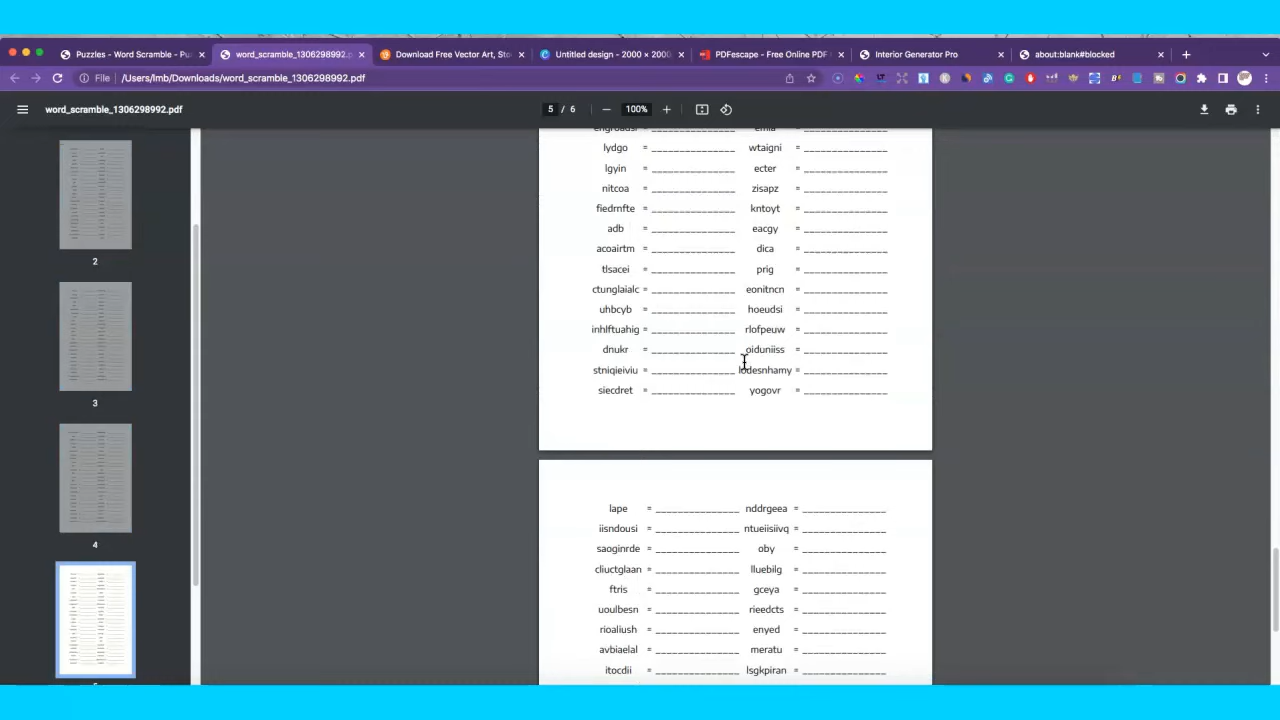 Puzzles - Word Scramble - Pu
word_scramble_1306298992.p
Download Free Vector Art, Sto
Untitled design - 2000 × 2000
PDFescape - Free Online PDF
Interior Generator Pro
about:blank#blocked
File /Users/lmb/Downloads/word_scramble_1306298992.pdf
word_scramble_1306298992.pdf
5 / 6
100%
lydgo = wtaigni =
lgyin = ecter =
nitcoa = zisapz =
fiedrnfte = kntoyt =
adb = eacgy =
acoairtm = dica =
tlsacei = prig =
ctunglaialc = eonitncn =
uhbcyb = hoeudsi =
inhlftuahig = rlofpeuw =
dnukr = oiduniiss =
stniqieiviu = lodesnhamy =
siecdret = yogovr =
lape = nddrgeea =
iisndousi = ntueiisiivq =
saoginrde = oby =
cliuctglaan = lluebilg =
ftrls = gceya =
uoulbesn = riedscts =
rioaliush = enyer =
avbiaelal = meratu =
itocdii = lsgkpiran =
2
3
4